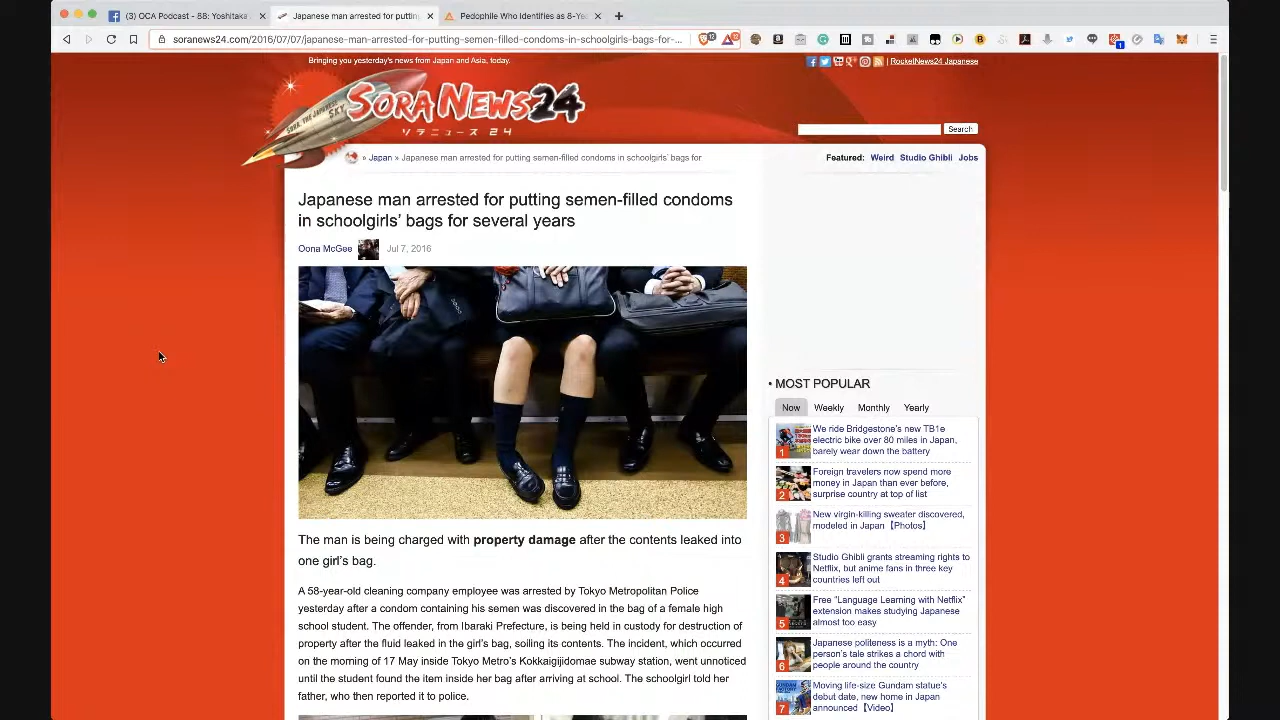 (3) OCA Podcast - 88: Yoshitaka
Japanese man arrested for putting
Pedophile Who Identifies as 8-Ye
soranews24.com/2016/07/07/japanese-man-arrested-for-putting-semen-filled-condoms-in-schoolgirls-bags-for-...
Bringing you yesterday's news from Japan and Asia, today.
RocketNews24 Japanese
SORA, THE JAPANESE SKY
SORA NEWS 24
ソラニュース 24
Search
» Japan » Japanese man arrested for putting semen-filled condoms in schoolgirls' bags for
Featured: Weird Studio Ghibli Jobs
Japanese man arrested for putting semen-filled condoms
in schoolgirls' bags for several years
Oona McGee Jul 7, 2016
The man is being charged with property damage after the contents leaked into
one girl's bag.
A 58-year-old cleaning company employee was arrested by Tokyo Metropolitan Police
yesterday after a condom containing his semen was discovered in the bag of a female high
school student. The offender, from Ibaraki Prefecture, is being held in custody for destruction of
property after the fluid leaked in the girl's bag, soiling its contents. The incident, which occurred
on the morning of 17 May inside Tokyo Metro's Kokkaigijidomae subway station, went unnoticed
until the student found the item inside her bag after arriving at school. The schoolgirl told her
father, who then reported it to police.
• MOST POPULAR
Now Weekly Monthly Yearly
1
We ride Bridgestone's new TB1e
electric bike over 80 miles in Japan,
barely wear down the battery
2
Foreign travelers now spend more
money in Japan than ever before,
surprise country at top of list
3
New virgin-killing sweater discovered,
modeled in Japan【Photos】
4
Studio Ghibli grants streaming rights to
Netflix, but anime fans in three key
countries left out
5
Free "Language Learning with Netflix"
extension makes studying Japanese
almost too easy
6
Japanese politeness is a myth: One
person's tale strikes a chord with
people around the country
7
Moving life-size Gundam statue's
debut date, new home in Japan
announced【Video】